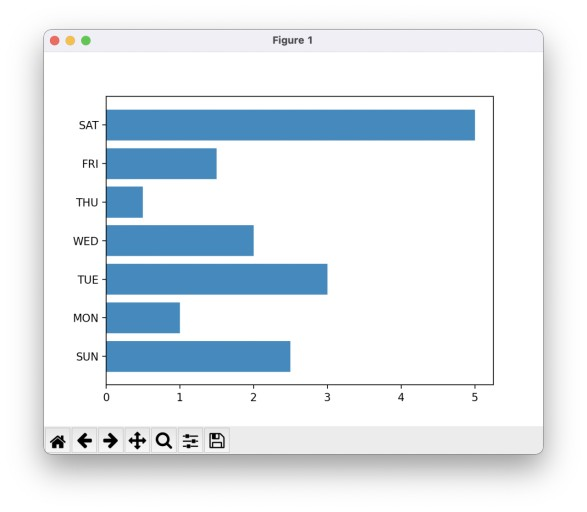 Figure 1
SAT
FRI
THU
WED
TUE
MON
SUN
0 1 2 3 4 5